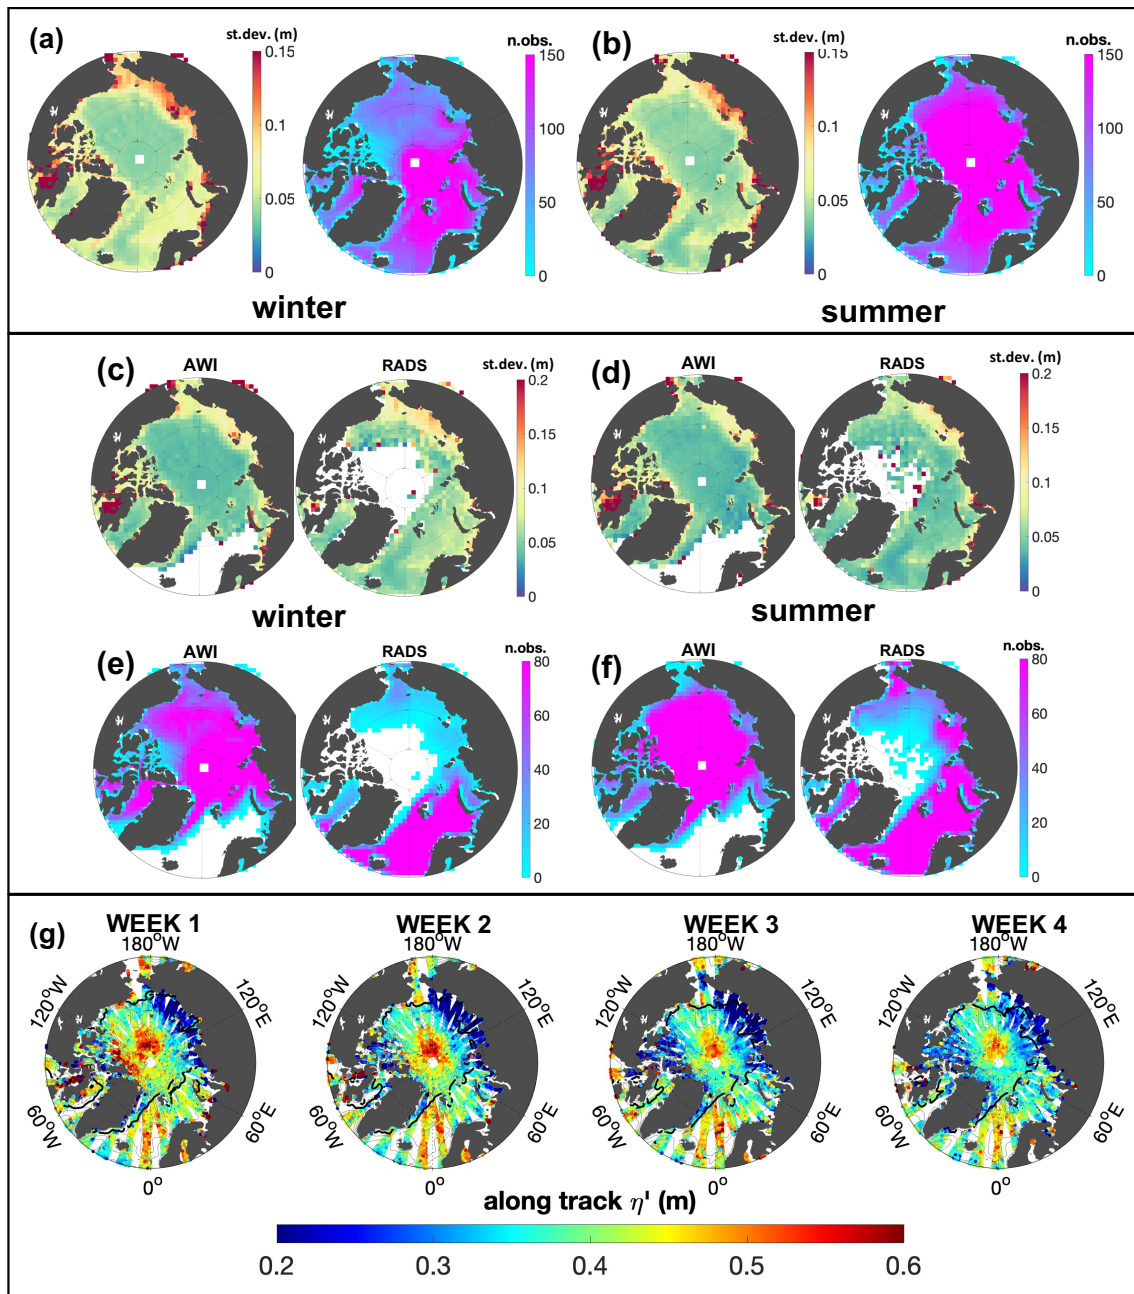 (a)
st.dev. (m)
0.15
0.1
0.05
0
n.obs.
150
100
50
0
winter
(b)
st.dev. (m)
0.15
0.1
0.05
0
n.obs.
150
100
50
0
summer
(c)
AWI
RADS
st.dev. (m)
0.2
0.15
0.1
0.05
0
winter
(d)
AWI
RADS
st.dev. (m)
0.2
0.15
0.1
0.05
0
summer
(e)
AWI
RADS
n.obs.
80
60
40
20
0
(f)
AWI
RADS
n.obs.
80
60
40
20
0
(g)
WEEK 1
180°W
120°W
120°E
60°W
60°E
0°
WEEK 2
180°W
120°W
120°E
60°W
60°E
0°
WEEK 3
180°W
120°W
120°E
60°W
60°E
0°
WEEK 4
180°W
120°W
120°E
60°W
60°E
0°
along track η' (m)
0.2 0.3 0.4 0.5 0.6